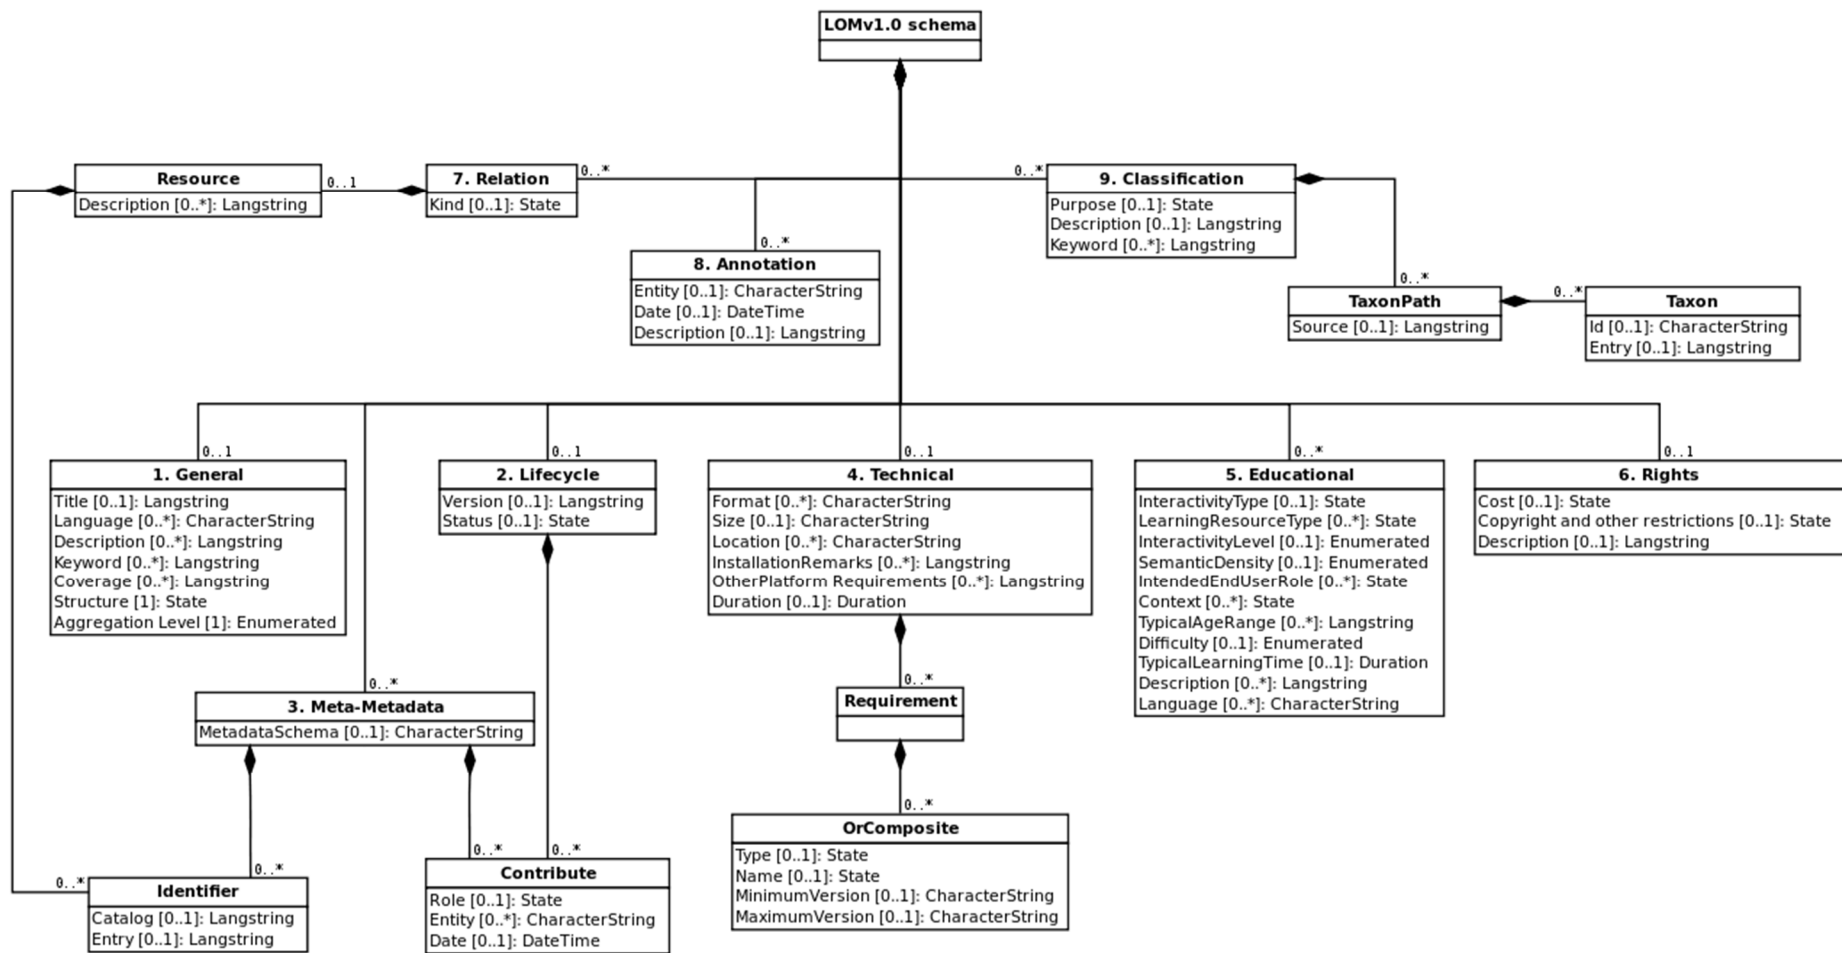 LOMv1.0 schema
Resource
Description [0..*]: Langstring
0..1
7. Relation
Kind [0..1]: State
0..*
0..*
9. Classification
Purpose [0..1]: State
Description [0..1]: Langstring
Keyword [0..*]: Langstring
0..*
8. Annotation
Entity [0..1]: CharacterString
Date [0..1]: DateTime
Description [0..1]: Langstring
0..*
TaxonPath
Source [0..1]: Langstring
0..*
Taxon
Id [0..1]: CharacterString
Entry [0..1]: Langstring
0..1
1. General
Title [0..1]: Langstring
Language [0..*]: CharacterString
Description [0..*]: Langstring
Keyword [0..*]: Langstring
Coverage [0..*]: Langstring
Structure [1]: State
Aggregation Level [1]: Enumerated
0..1
2. Lifecycle
Version [0..1]: Langstring
Status [0..1]: State
0..1
4. Technical
Format [0..*]: CharacterString
Size [0..1]: CharacterString
Location [0..*]: CharacterString
InstallationRemarks [0..*]: Langstring
OtherPlatform Requirements [0..*]: Langstring
Duration [0..1]: Duration
0..*
5. Educational
InteractivityType [0..1]: State
LearningResourceType [0..*]: State
InteractivityLevel [0..1]: Enumerated
SemanticDensity [0..1]: Enumerated
IntendedEndUserRole [0..*]: State
Context [0..*]: State
TypicalAgeRange [0..*]: Langstring
Difficulty [0..1]: Enumerated
TypicalLearningTime [0..1]: Duration
Description [0..*]: Langstring
Language [0..*]: CharacterString
0..1
6. Rights
Cost [0..1]: State
Copyright and other restrictions [0..1]: State
Description [0..1]: Langstring
0..*
3. Meta-Metadata
MetadataSchema [0..1]: CharacterString
0..*
Requirement
0..*
OrComposite
Type [0..1]: State
Name [0..1]: State
MinimumVersion [0..1]: CharacterString
MaximumVersion [0..1]: CharacterString
0..*
0..*
Identifier
Catalog [0..1]: Langstring
Entry [0..1]: Langstring
0..*
0..*
Contribute
Role [0..1]: State
Entity [0..*]: CharacterString
Date [0..1]: DateTime